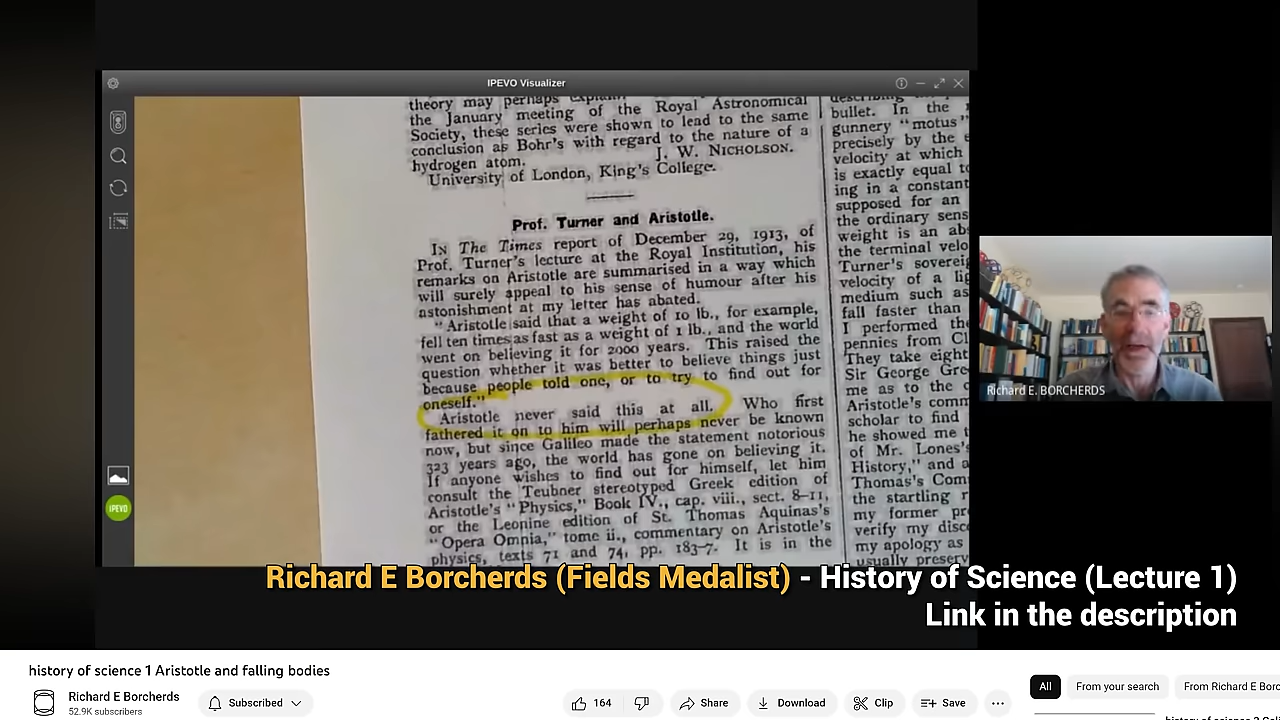 IPEVO Visualizer
theory may perhaps explain
the January meeting of the Royal Astronomical
Society, these series were shown to lead to the same
conclusion as Bohr's with regard to the nature of a
hydrogen atom.
J. W. NICHOLSON.
University of London, King's College.
Prof. Turner and Aristotle.
IN The Times report of December 29, 1913, of
Prof. Turner's lecture at the Royal Institution, his
remarks on Aristotle are summarised in a way which
will surely appeal to his sense of humour after his
astonishment at my letter has abated.
"Aristotle said that a weight of 10 lb., for example,
fell ten times as fast as a weight of 1 lb., and the world
went on believing it for 2000 years. This raised the
question whether it was better to believe things just
because people told one, or to try to find out for
oneself."
Aristotle never said this at all. Who first
fathered it on to him will perhaps never be known
now, but since Galileo made the statement notorious
323 years ago, the world has gone on believing it.
If anyone wishes to find out for himself, let him
consult the Teubner stereotyped Greek edition of
Aristotle's "Physics," Book IV., cap. viii., sect. 8-11,
or the Leonine edition of St. Thomas Aquinas's
"Opera Omnia," tome ii., commentary on Aristotle's
physics, texts 71 and 74, pp. 183-7. It is in the
bullet. In the
gunnery "motus"
precisely by the
velocity at which
is exactly equal
ing in a constant
supposed for an
the ordinary
weight is an
the terminal
Turner's
velocity of a
medium such as
fall faster than
I performed
pennies from
They take eight
Sir George
me as to the
Aristotle's
scholar to find
he showed me
of Mr. Lones's
History," and
Thomas's
the startling
my former
verify my
my apology as
usually
IPEVO
Richard E. BORCHERDS
Richard E Borcherds (Fields Medalist) - History of Science (Lecture 1)
Link in the description
history of science 1 Aristotle and falling bodies
Richard E Borcherds
52.9K subscribers
Subscribed
164
Share
Download
Clip
Save
All
From your search
From Richard E